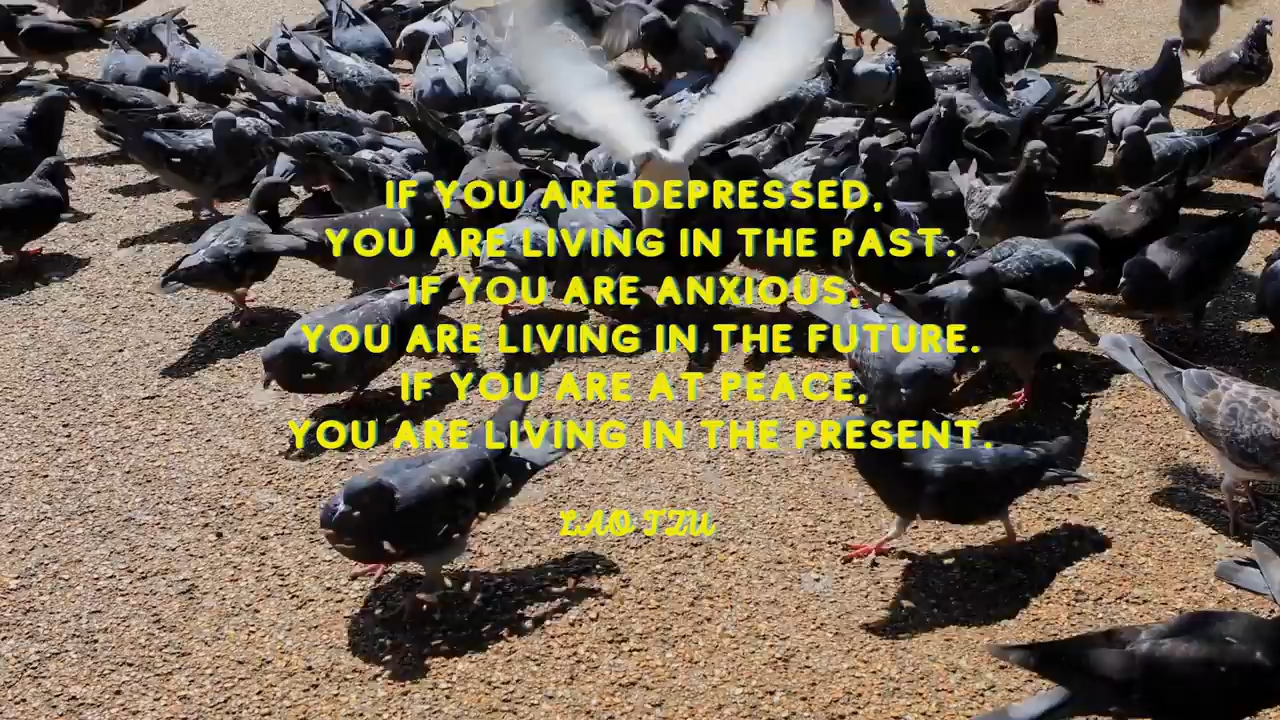 IF YOU ARE DEPRESSED,
YOU ARE LIVING IN THE PAST.
IF YOU ARE ANXIOUS,
YOU ARE LIVING IN THE FUTURE.
IF YOU ARE AT PEACE,
YOU ARE LIVING IN THE PRESENT.
LAO TZU